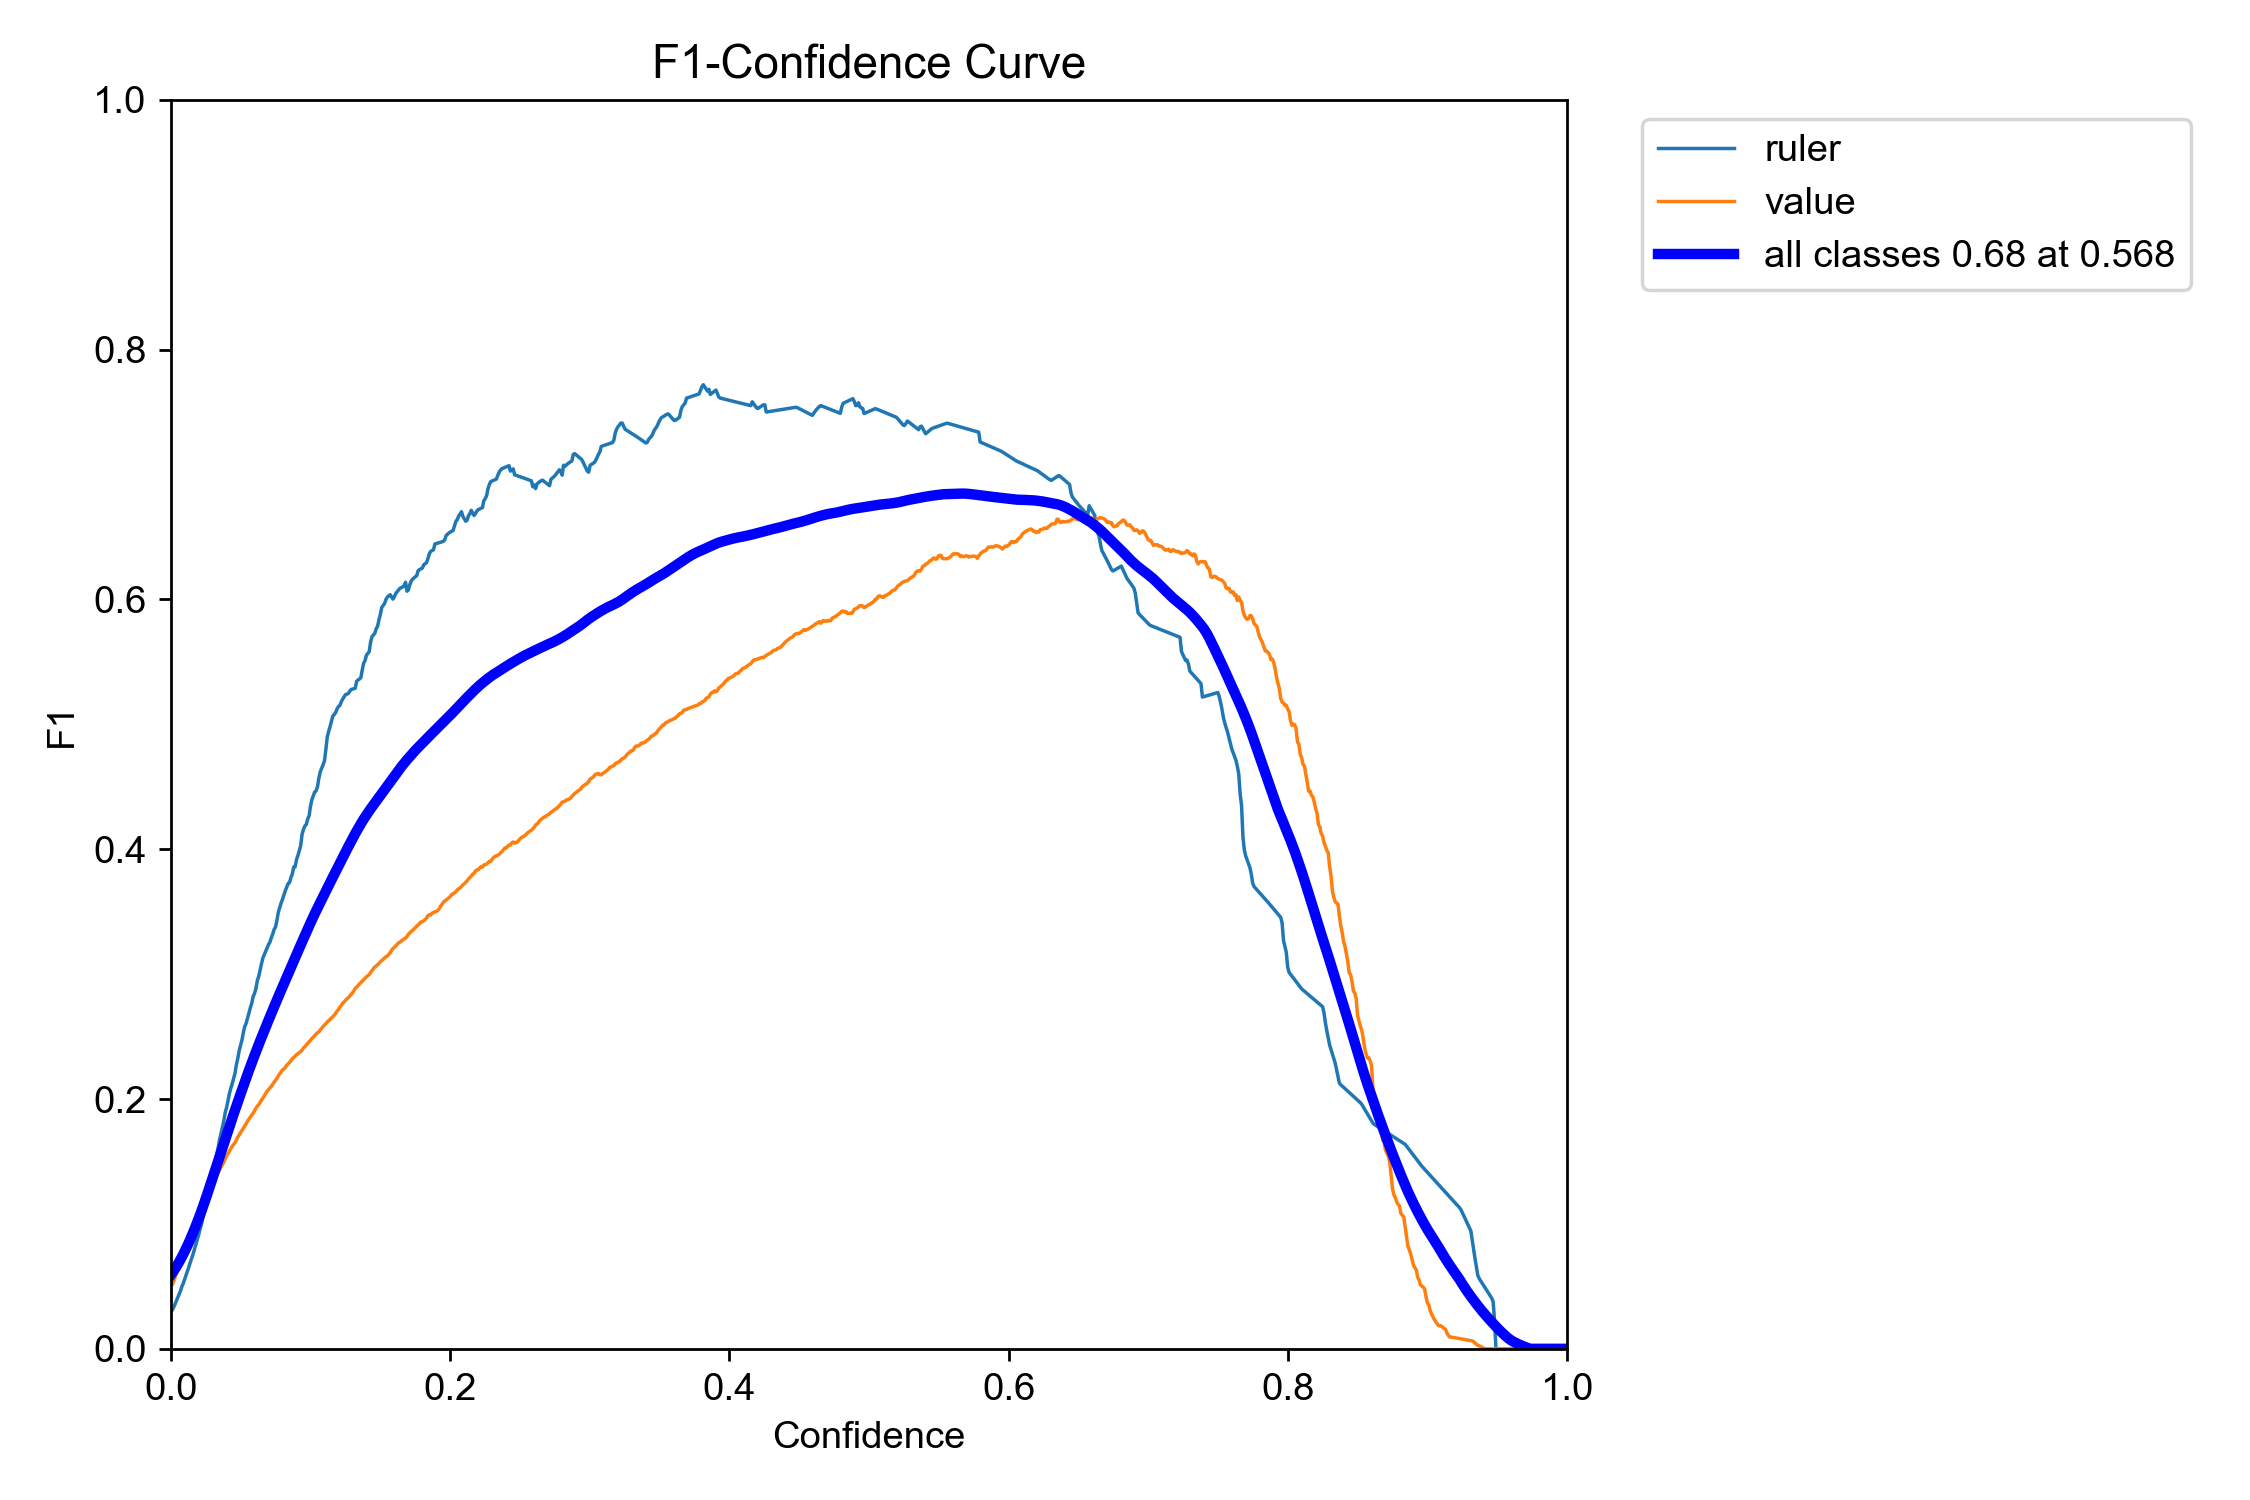 F1-Confidence Curve
ruler
value
all classes 0.68 at 0.568
1.0
0.8
0.6
0.4
0.2
0.0
F1
0.0 0.2 0.4 0.6 0.8 1.0
Confidence